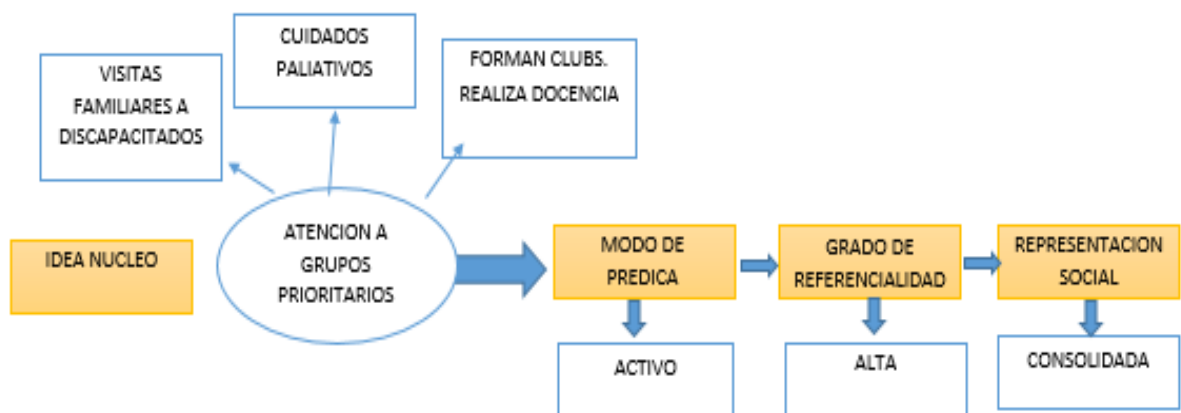 VISITAS
FAMILIARES A
DISCAPACITADOS
CUIDADOS
PALIATIVOS
FORMAN CLUBS.
REALIZA DOCENCIA
IDEA NUCLEO
ATENCION A
GRUPOS
PRIORITARIOS
MODO DE
PREDICA
GRADO DE
REFERENCIALIDAD
REPRESENTACION
SOCIAL
ACTIVO
ALTA
CONSOLIDADA